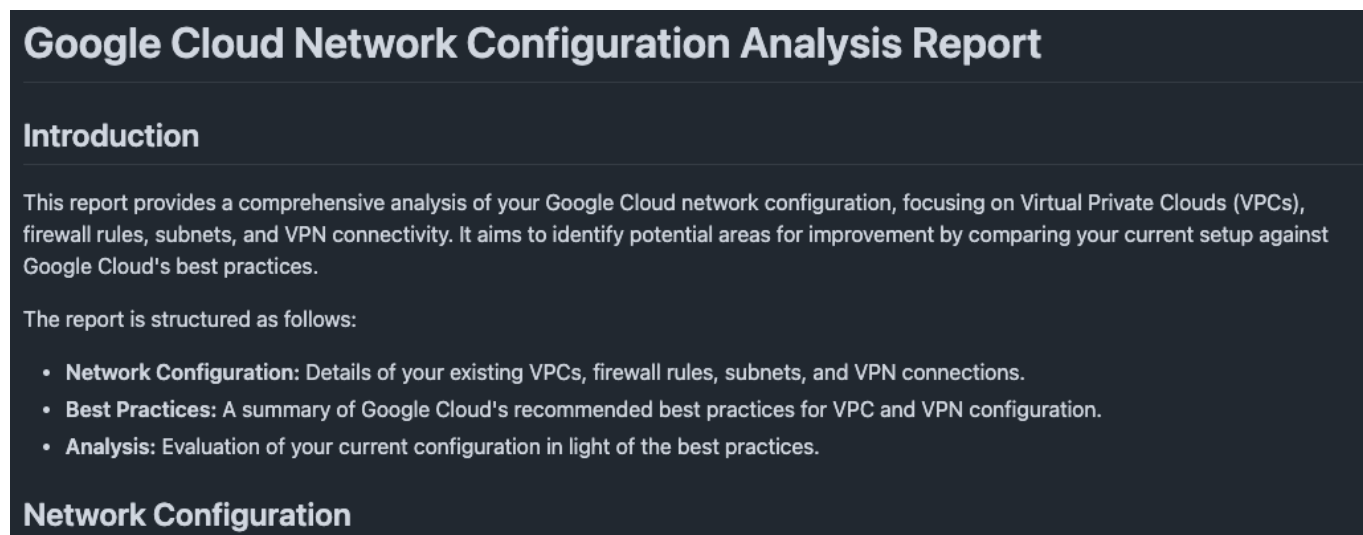 Google Cloud Network Configuration Analysis Report
Introduction
This report provides a comprehensive analysis of your Google Cloud network configuration, focusing on Virtual Private Clouds (VPCs),
firewall rules, subnets, and VPN connectivity. It aims to identify potential areas for improvement by comparing your current setup against
Google Cloud's best practices.
The report is structured as follows:
• Network Configuration: Details of your existing VPCs, firewall rules, subnets, and VPN connections.
• Best Practices: A summary of Google Cloud's recommended best practices for VPC and VPN configuration.
• Analysis: Evaluation of your current configuration in light of the best practices.
Network Configuration